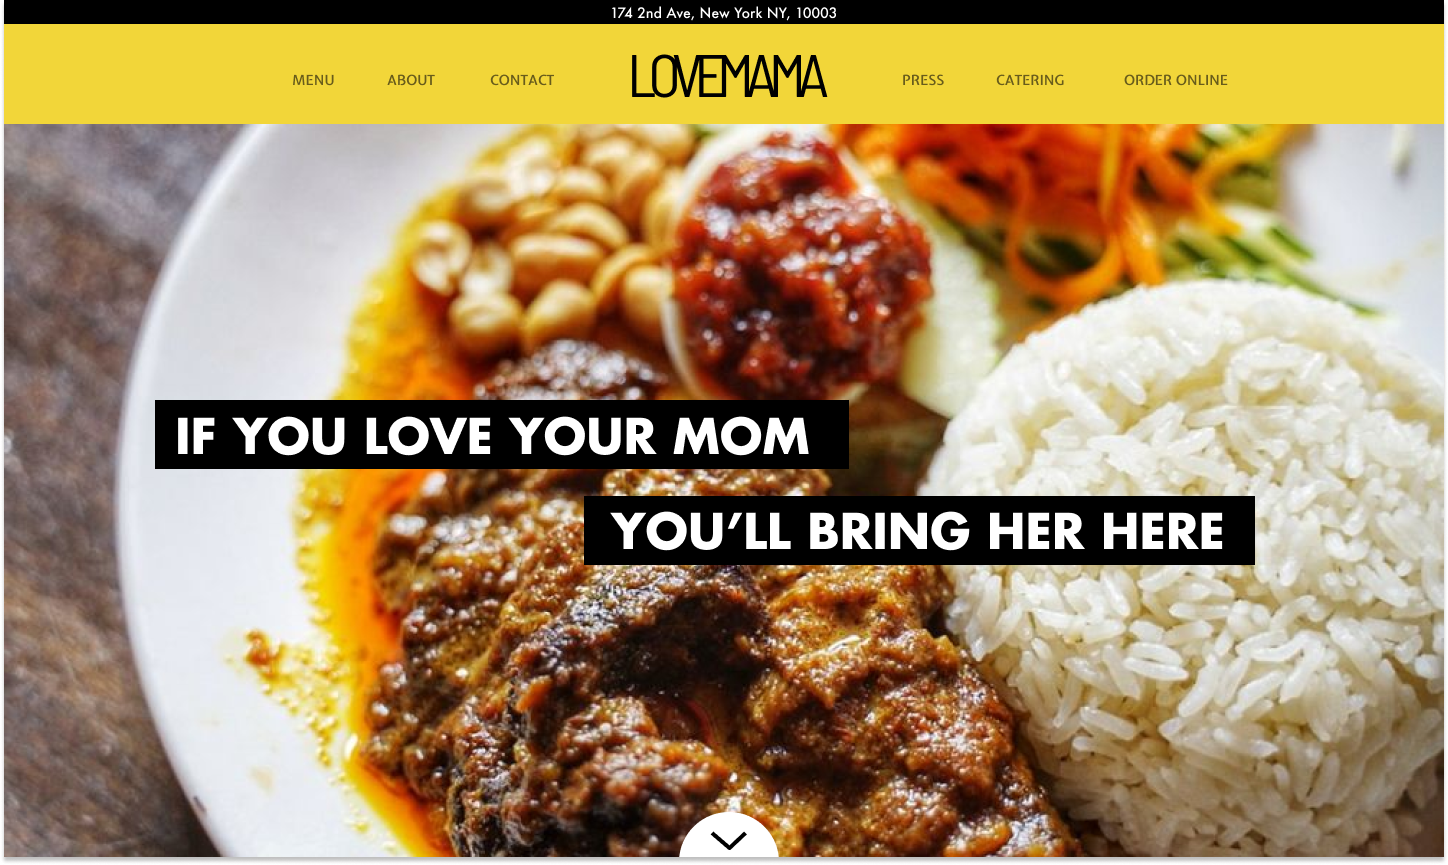 174 2nd Ave, New York NY, 10003
MENU ABOUT CONTACT LOVEMAMA PRESS CATERING ORDER ONLINE
IF YOU LOVE YOUR MOM
YOU’LL BRING HER HERE